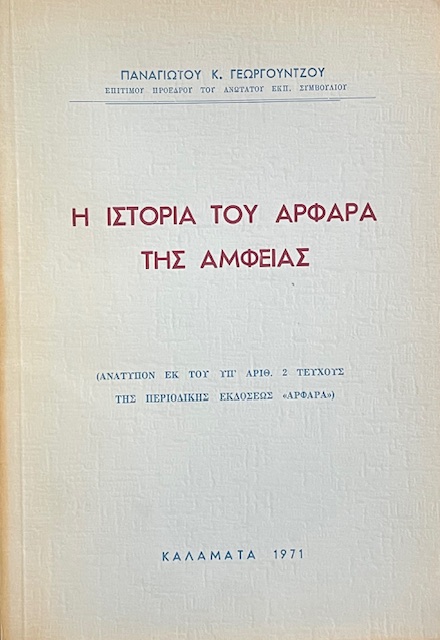 ΠΑΝΑΓΙΩΤΟΥ Κ. ΓΕΩΡΓΟΥΝΤΖΟΥ
ΕΠΙΤΙΜΟΥ ΠΡΟΕΔΡΟΥ ΤΟΥ ΑΝΩΤΑΤΟΥ ΕΚΠ. ΣΥΜΒΟΥΛΙΟΥ
Η ΙΣΤΟΡΙΑ ΤΟΥ ΑΡΦΑΡΑ
ΤΗΣ ΑΜΦΕΙΑΣ
(ΑΝΑΤΥΠΟΝ ΕΚ ΤΟΥ ΥΠ' ΑΡΙΘ. 2 ΤΕΥΧΟΥΣ
ΤΗΣ ΠΕΡΙΟΔΙΚΗΣ ΕΚΔΟΣΕΩΣ «ΑΡΦΑΡΑ»)
ΚΑΛΑΜΑΤΑ 1971